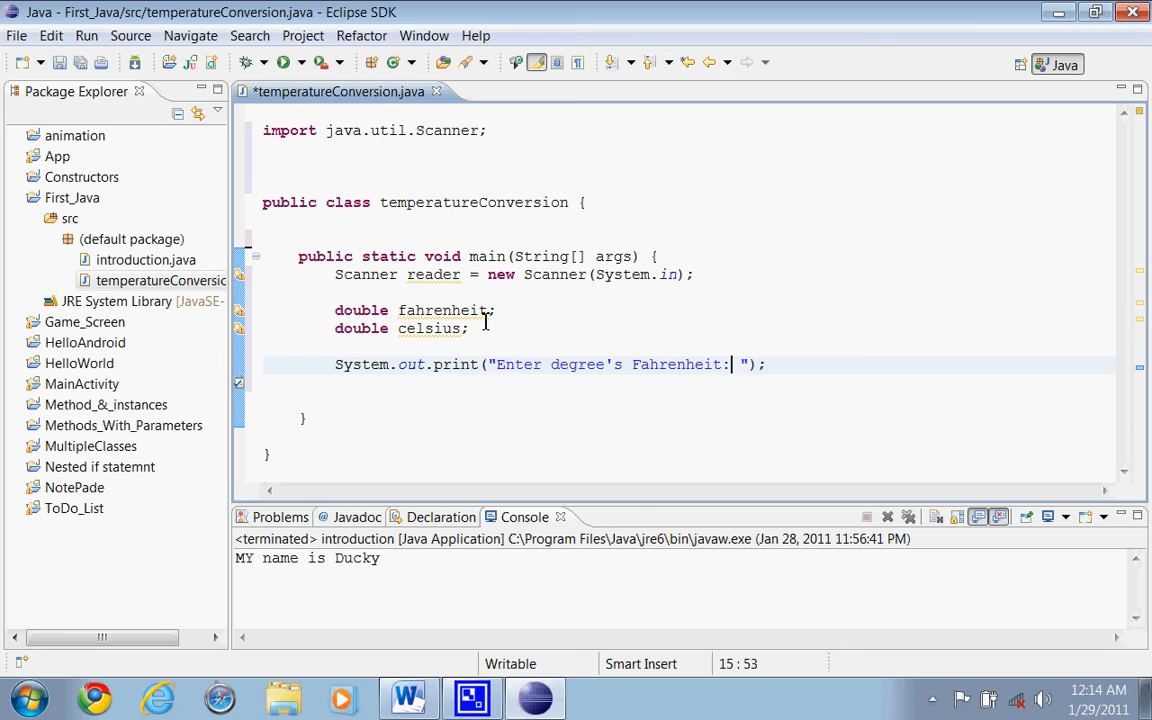 Java - First_Java/src/temperatureConversion.java - Eclipse SDK
File Edit Run Source Navigate Search Project Refactor Window Help
Java
Package Explorer
*temperatureConversion.java
animation
App
Constructors
First_Java
src
(default package)
introduction.java
temperatureConversic
JRE System Library [JavaSE-
Game_Screen
HelloAndroid
HelloWorld
MainActivity
Method_&_instances
Methods_With_Parameters
MultipleClasses
Nested if statemnt
NotePade
ToDo_List
import java.util.Scanner;
public class temperatureConversion {
public static void main(String[] args) {
Scanner reader = new Scanner(System.in);
double fahrenheit;
double celsius;
System.out.print("Enter degree's Fahrenheit: ");
}
}
Problems @ Javadoc Declaration Console
<terminated> introduction [Java Application] C:\Program Files\Java\jre6\bin\javaw.exe (Jan 28, 2011 11:56:41 PM)
MY name is Ducky
Writable Smart Insert 15 : 53
12:14 AM
1/29/2011